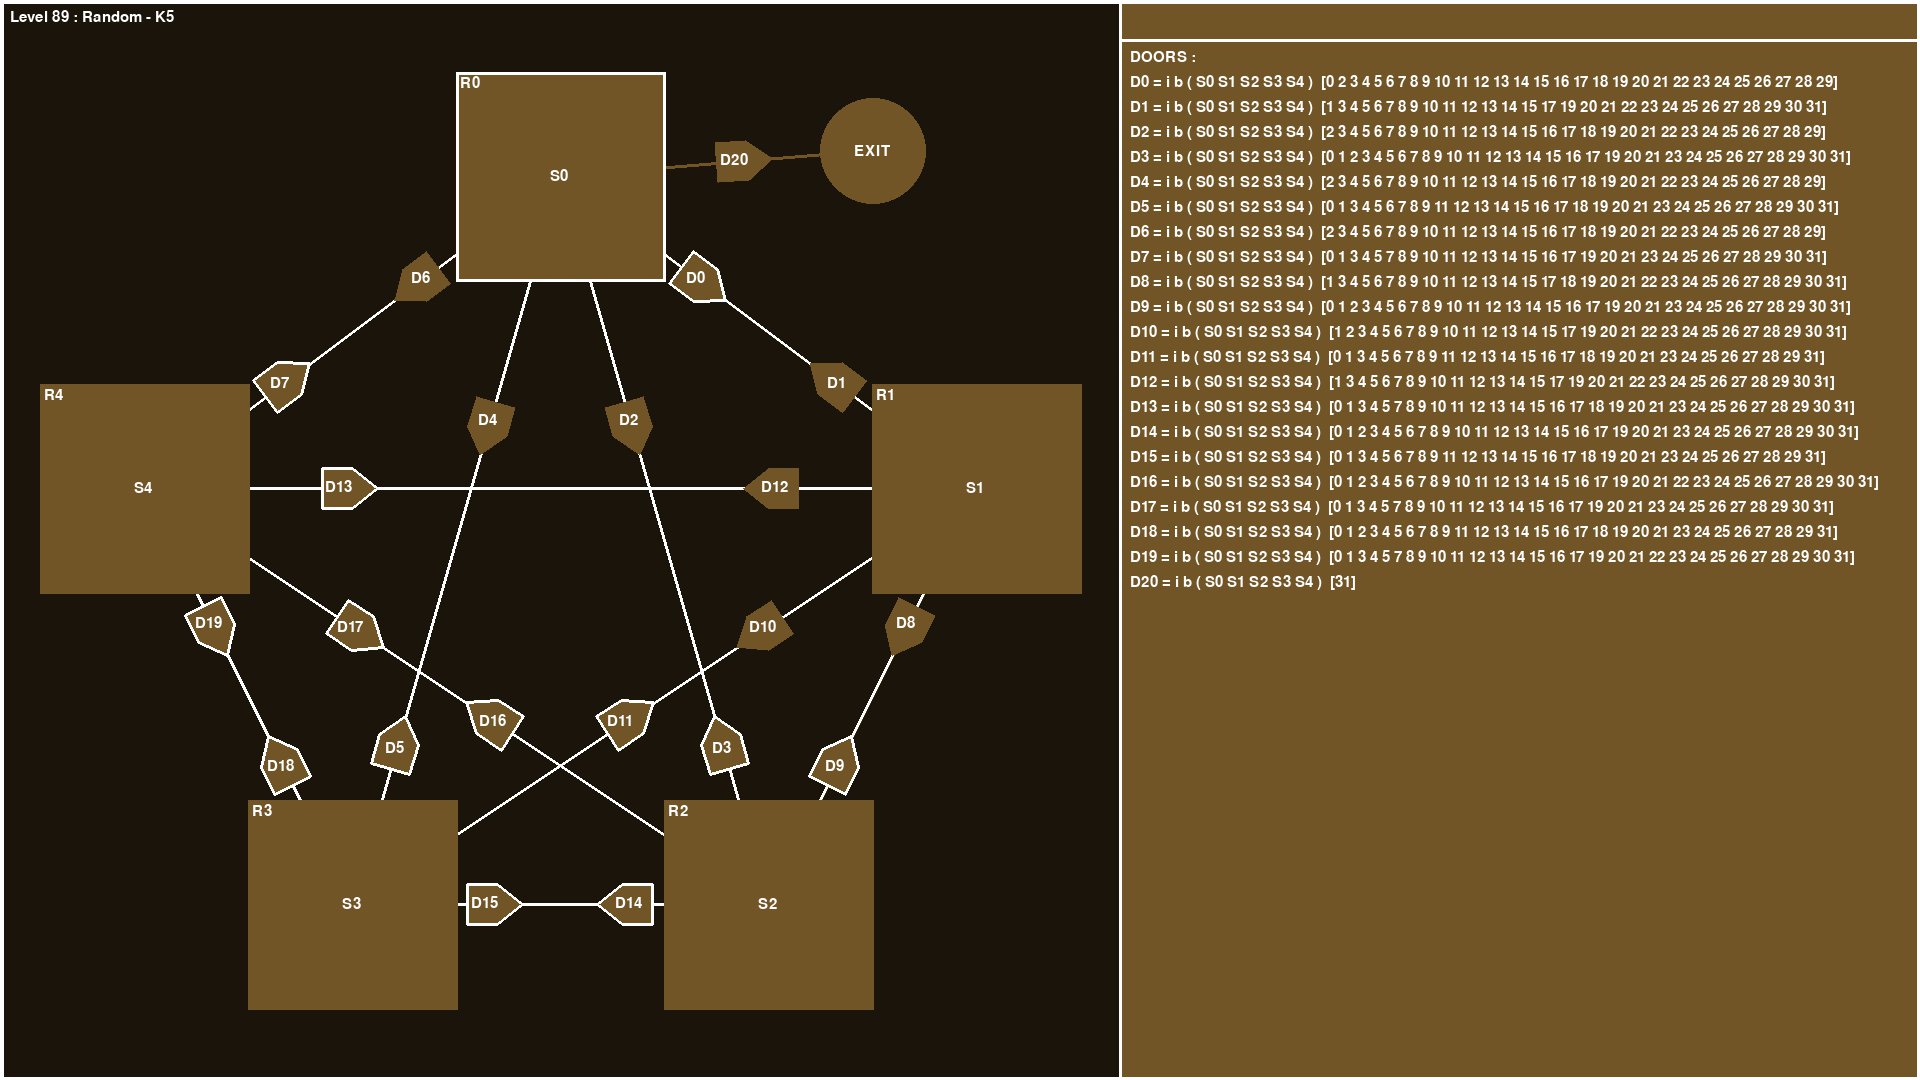 Level 89 : Random - K5
R0
S0
D20
EXIT
D6
D0
D7
D1
R4
R1
D4
D2
S4
D13
D12
S1
D19
D17
D10
D8
D16
D11
D5
D3
D18
D9
R3
R2
S3
D15
D14
S2
DOORS :
D0 = i b ( S0 S1 S2 S3 S4 ) [0 2 3 4 5 6 7 8 9 10 11 12 13 14 15 16 17 18 19 20 21 22 23 24 25 26 27 28 29]
D1 = i b ( S0 S1 S2 S3 S4 ) [1 3 4 5 6 7 8 9 10 11 12 13 14 15 17 19 20 21 22 23 24 25 26 27 28 29 30 31]
D2 = i b ( S0 S1 S2 S3 S4 ) [2 3 4 5 6 7 8 9 10 11 12 13 14 15 16 17 18 19 20 21 22 23 24 25 26 27 28 29]
D3 = i b ( S0 S1 S2 S3 S4 ) [0 1 2 3 4 5 6 7 8 9 10 11 12 13 14 15 16 17 19 20 21 23 24 25 26 27 28 29 30 31]
D4 = i b ( S0 S1 S2 S3 S4 ) [2 3 4 5 6 7 8 9 10 11 12 13 14 15 16 17 18 19 20 21 22 23 24 25 26 27 28 29]
D5 = i b ( S0 S1 S2 S3 S4 ) [0 1 3 4 5 6 7 8 9 11 12 13 14 15 16 17 18 19 20 21 23 24 25 26 27 28 29 30 31]
D6 = i b ( S0 S1 S2 S3 S4 ) [2 3 4 5 6 7 8 9 10 11 12 13 14 15 16 17 18 19 20 21 22 23 24 25 26 27 28 29]
D7 = i b ( S0 S1 S2 S3 S4 ) [0 1 3 4 5 7 8 9 10 11 12 13 14 15 16 17 19 20 21 23 24 25 26 27 28 29 30 31]
D8 = i b ( S0 S1 S2 S3 S4 ) [1 3 4 5 6 7 8 9 10 11 12 13 14 15 17 18 19 20 21 22 23 24 25 26 27 28 29 30 31]
D9 = i b ( S0 S1 S2 S3 S4 ) [0 1 2 3 4 5 6 7 8 9 10 11 12 13 14 15 16 17 19 20 21 23 24 25 26 27 28 29 30 31]
D10 = i b ( S0 S1 S2 S3 S4 ) [1 2 3 4 5 6 7 8 9 10 11 12 13 14 15 17 19 20 21 22 23 24 25 26 27 28 29 30 31]
D11 = i b ( S0 S1 S2 S3 S4 ) [0 1 3 4 5 6 7 8 9 11 12 13 14 15 16 17 18 19 20 21 23 24 25 26 27 28 29 31]
D12 = i b ( S0 S1 S2 S3 S4 ) [1 3 4 5 6 7 8 9 10 11 12 13 14 15 17 19 20 21 22 23 24 25 26 27 28 29 30 31]
D13 = i b ( S0 S1 S2 S3 S4 ) [0 1 3 4 5 7 8 9 10 11 12 13 14 15 16 17 18 19 20 21 23 24 25 26 27 28 29 30 31]
D14 = i b ( S0 S1 S2 S3 S4 ) [0 1 2 3 4 5 6 7 8 9 10 11 12 13 14 15 16 17 19 20 21 23 24 25 26 27 28 29 30 31]
D15 = i b ( S0 S1 S2 S3 S4 ) [0 1 3 4 5 6 7 8 9 11 12 13 14 15 16 17 18 19 20 21 23 24 25 26 27 28 29 31]
D16 = i b ( S0 S1 S2 S3 S4 ) [0 1 2 3 4 5 6 7 8 9 10 11 12 13 14 15 16 17 19 20 21 22 23 24 25 26 27 28 29 30 31]
D17 = i b ( S0 S1 S2 S3 S4 ) [0 1 3 4 5 7 8 9 10 11 12 13 14 15 16 17 19 20 21 23 24 25 26 27 28 29 30 31]
D18 = i b ( S0 S1 S2 S3 S4 ) [0 1 2 3 4 5 6 7 8 9 11 12 13 14 15 16 17 18 19 20 21 23 24 25 26 27 28 29 31]
D19 = i b ( S0 S1 S2 S3 S4 ) [0 1 3 4 5 7 8 9 10 11 12 13 14 15 16 17 19 20 21 22 23 24 25 26 27 28 29 30 31]
D20 = i b ( S0 S1 S2 S3 S4 ) [31]